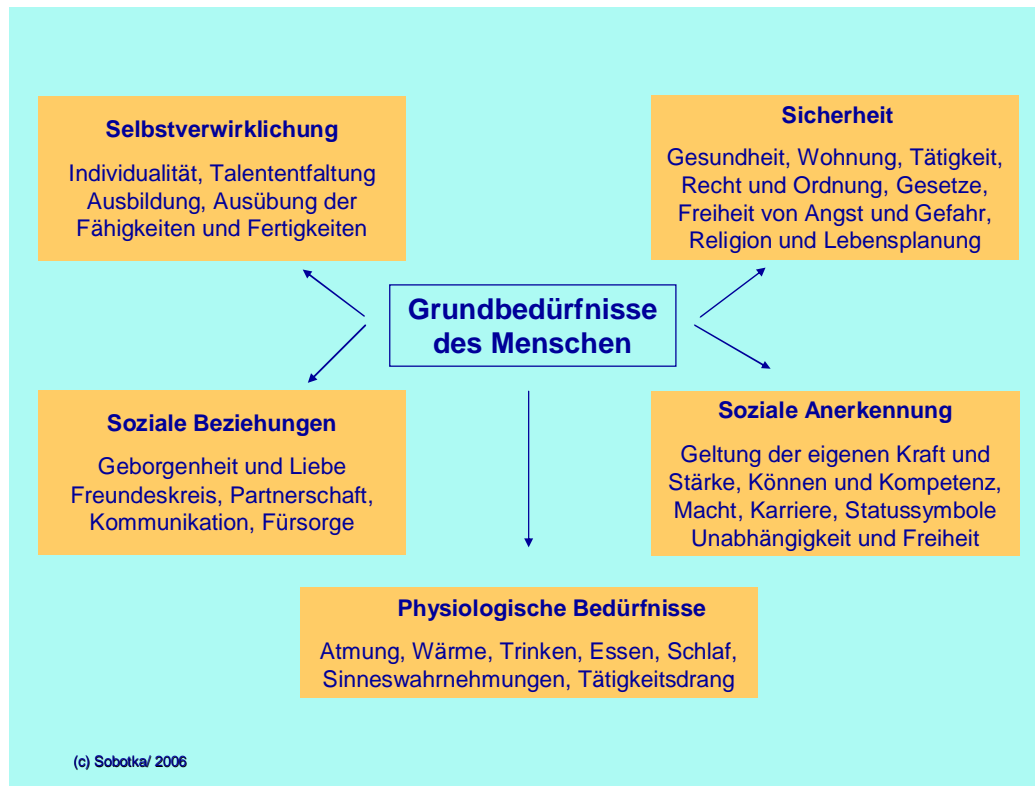 Selbstverwirklichung
Individualität, Talententfaltung
Ausbildung, Ausübung der
Fähigkeiten und Fertigkeiten
Sicherheit
Gesundheit, Wohnung, Tätigkeit,
Recht und Ordnung, Gesetze,
Freiheit von Angst und Gefahr,
Religion und Lebensplanung
Grundbedürfnisse
des Menschen
Soziale Beziehungen
Geborgenheit und Liebe
Freundeskreis, Partnerschaft,
Kommunikation, Fürsorge
Soziale Anerkennung
Geltung der eigenen Kraft und
Stärke, Können und Kompetenz,
Macht, Karriere, Statussymbole
Unabhängigkeit und Freiheit
Physiologische Bedürfnisse
Atmung, Wärme, Trinken, Essen, Schlaf,
Sinneswahrnehmungen, Tätigkeitsdrang
(c) Sobotka/ 2006